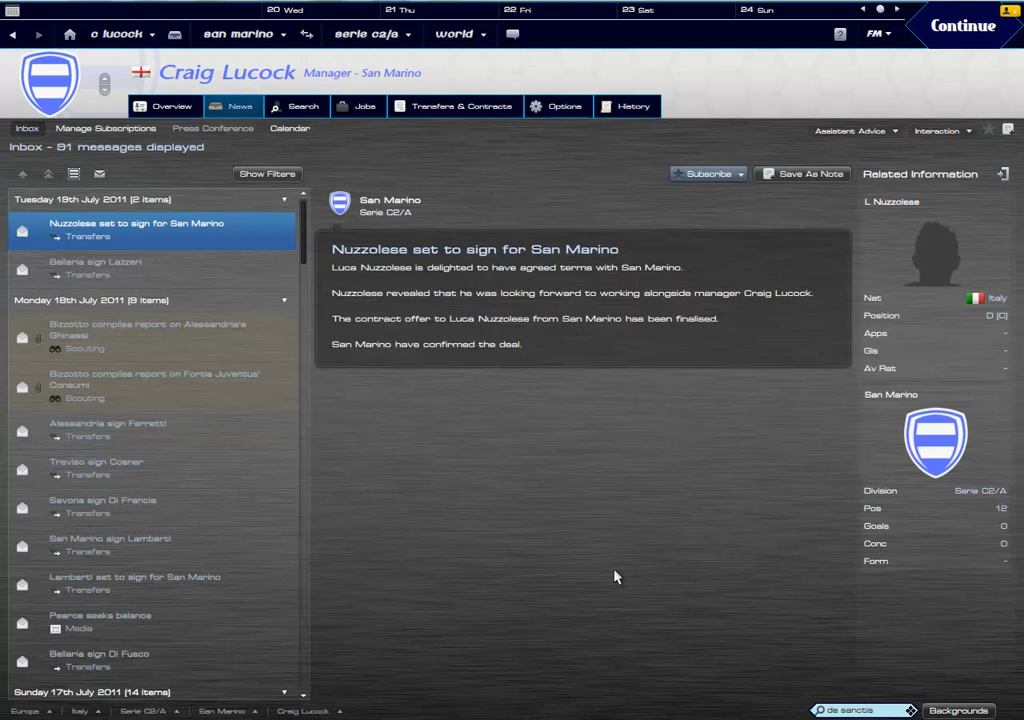 20 Wed 21 Thu 22 Fri 23 Sat 24 Sun
c lucock san marino serie c2/a world ? FM Continue
Craig Lucock Manager - San Marino
Overview News Search Jobs Transfers & Contracts Options History
Inbox Manage Subscriptions Press Conference Calendar Assistant Advice Interaction
Inbox - 91 messages displayed
Show Filters Subscribe Save As Note Related Information
Tuesday 19th July 2011 (2 items)
Nuzzolese set to sign for San Marino
Transfers
Bellaria sign Lazzeri
Transfers
Monday 18th July 2011 (9 items)
Bizzotto compiles report on Alessandria's
Ghinassi
Scouting
Bizzotto compiles report on Fortis Juventus'
Consumi
Scouting
Alessandria sign Ferretti
Transfers
Treviso sign Cosner
Transfers
Savona sign Di Francia
Transfers
San Marino sign Lamberti
Transfers
Lamberti set to sign for San Marino
Transfers
Pearce seeks balance
Media
Bellaria sign Di Fusco
Transfers
Sunday 17th July 2011 (14 items)
San Marino
Serie C2/A
Nuzzolese set to sign for San Marino
Luca Nuzzolese is delighted to have agreed terms with San Marino.
Nuzzolese revealed that he was looking forward to working alongside manager Craig Lucock.
The contract offer to Luca Nuzzolese from San Marino has been finalised.
San Marino have confirmed the deal.
L Nuzzolese
Nat Italy
Position D (C)
Apps -
Gls -
Av Rat -
San Marino
Division Serie C2/A
Pos 12
Goals 0
Conc 0
Form -
Europe Italy Serie C2/A San Marino Craig Lucock de sanctis Backgrounds